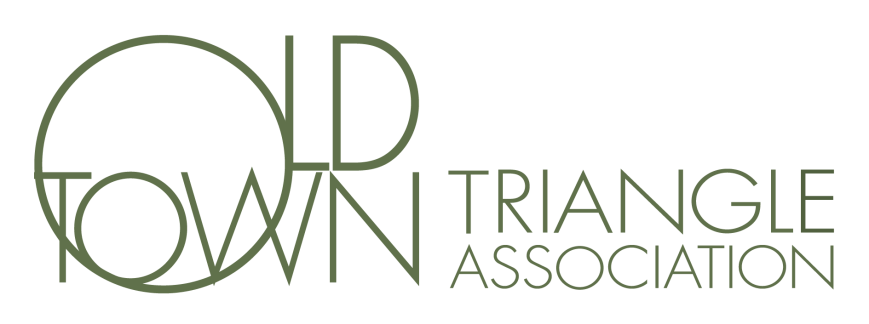 OLD
TOWN
TRIANGLE
ASSOCIATION